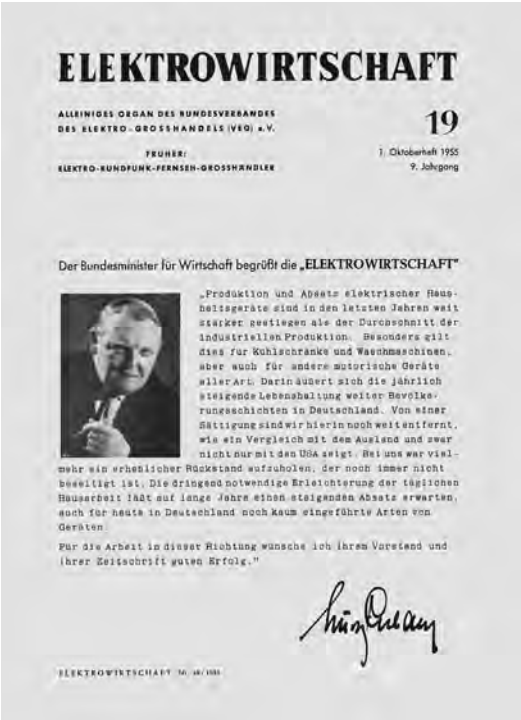 ELEKTROWIRTSCHAFT
ALLEINIGES ORGAN DES BUNDESVERBANDES
DES ELEKTRO-GROSSHANDELS (VEG) e.V.
FRÜHER:
ELEKTRO-RUNDFUNK-FERNSEH-GROSSHÄNDLER
19
1. Oktoberheft 1955
9. Jahrgang
Der Bundesminister für Wirtschaft begrüßt die „ELEKTROWIRTSCHAFT"
„Produktion und Absatz elektrischer Haus-
haltsgeräte sind in den letzten Jahren weit
stärker gestiegen als der Durchschnitt der
industriellen Produktion. Besonders gilt
dies für Kühlschränke und Waschmaschinen,
aber auch für andere motorische Geräte
aller Art. Darin äußert sich die jährlich
steigende Lebenshaltung weiter Bevölke-
rungsschichten in Deutschland. Von einer
Sättigung sind wir hierin noch weit entfernt,
wie ein Vergleich mit dem Ausland und zwar
nicht nur mit den USA zeigt. Bei uns war viel-
mehr ein erheblicher Rückstand aufzuholen, der noch immer nicht
beseitigt ist. Die dringend notwendige Erleichterung der täglichen
Hausarbeit läßt auf lange Jahre einen steigenden Absatz erwarten,
auch für heute in Deutschland noch kaum eingeführte Arten von
Geräten.
Für die Arbeit in dieser Richtung wünsche ich Ihrem Vorstand und
Ihrer Zeitschrift guten Erfolg."
ELEKTROWIRTSCHAFT Nr.